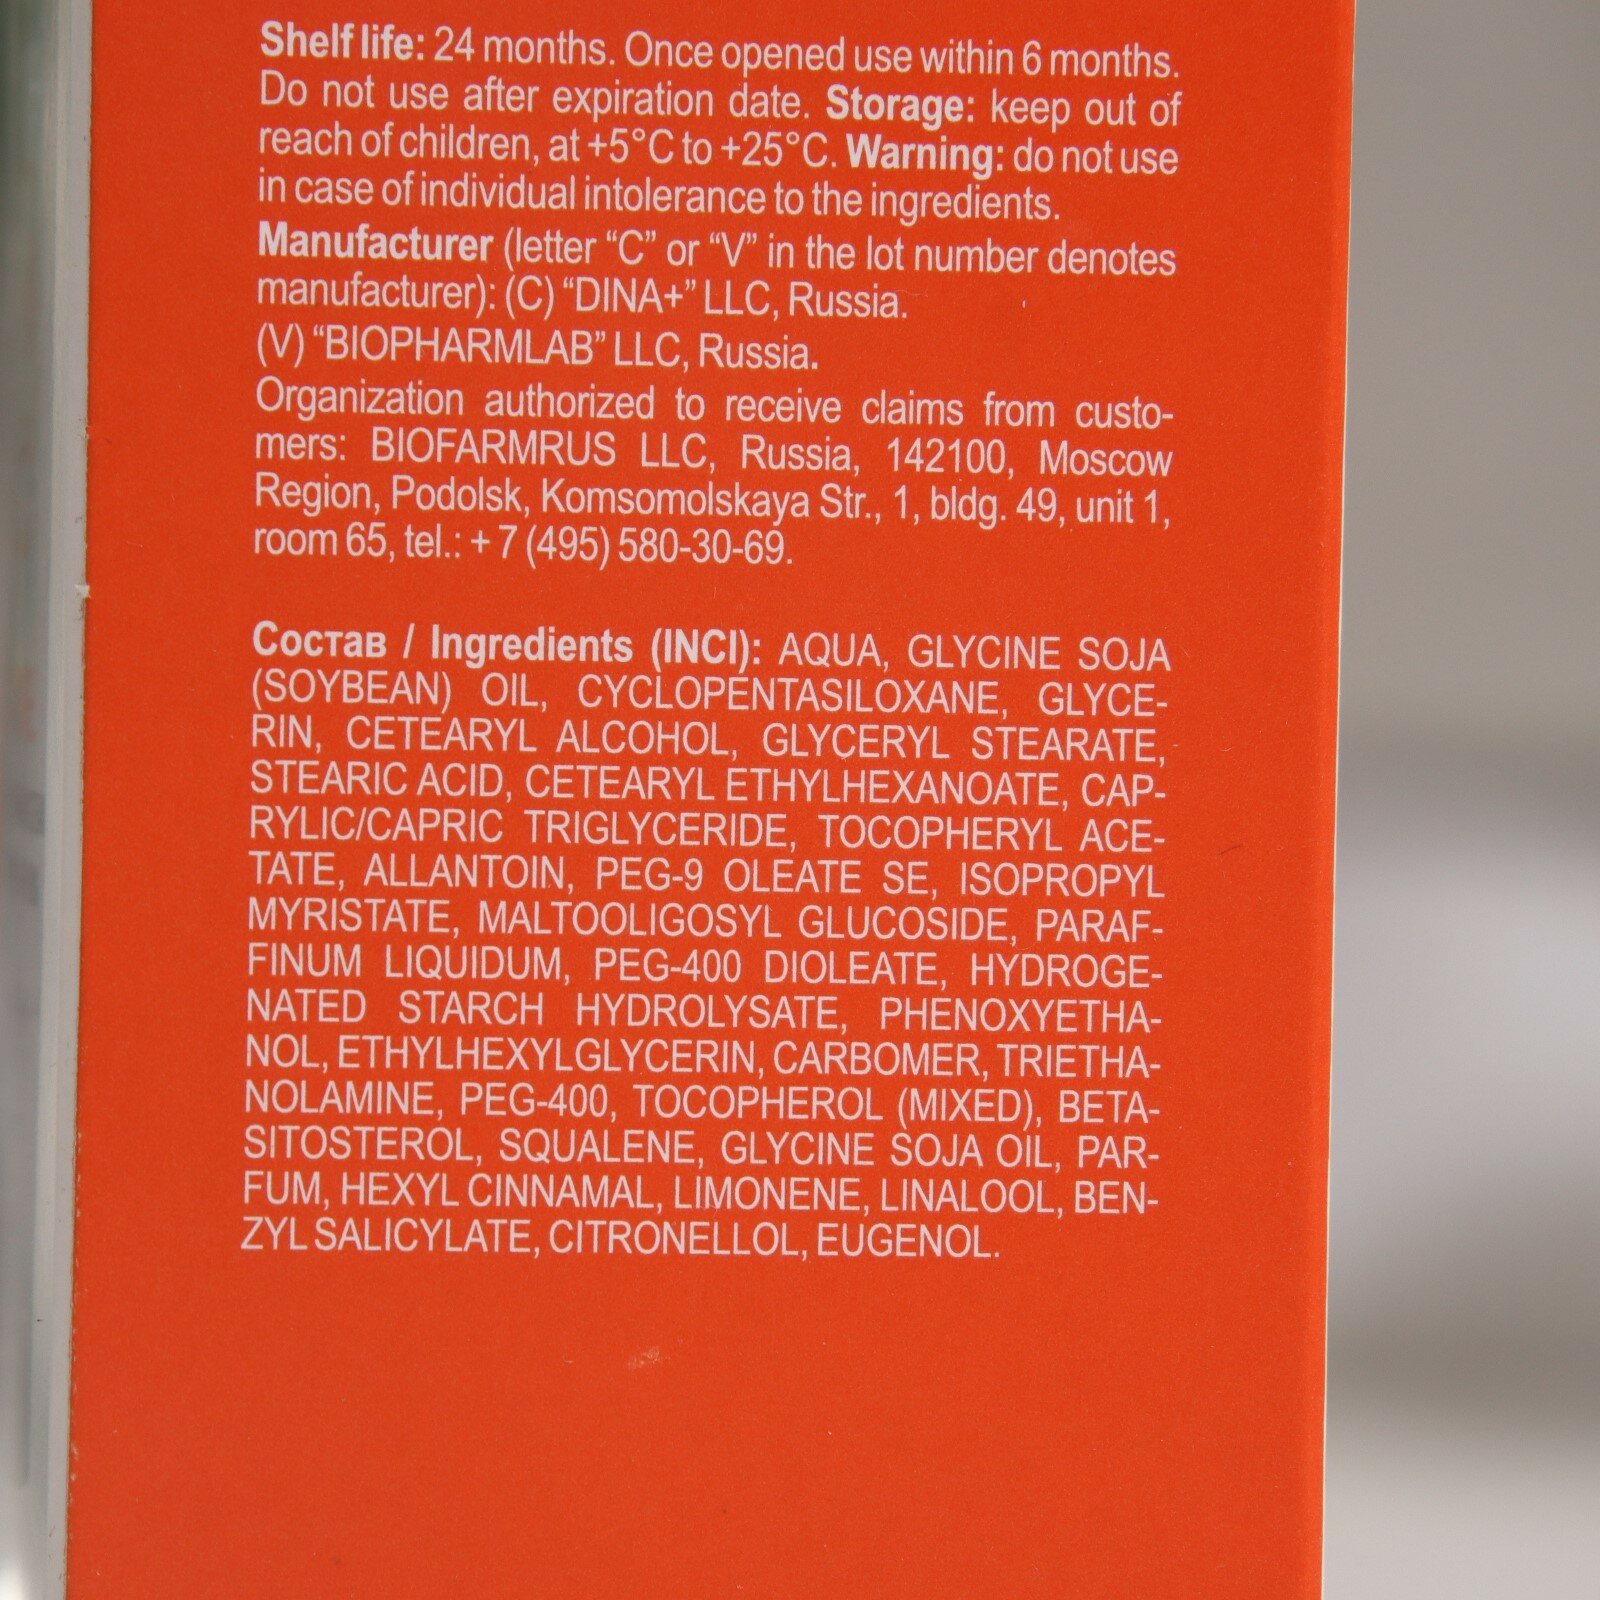 Shelf life: 24 months. Once opened use within 6 months.
Do not use after expiration date. Storage: keep out of
reach of children, at +5°C to +25°C. Warning: do not use
in case of individual intolerance to the ingredients.
Manufacturer (letter “C” or “V” in the lot number denotes
manufacturer): (C) “DINA+” LLC, Russia.
(V) “BIOPHARMLAB” LLC, Russia.
Organization authorized to receive claims from custo-
mers: BIOFARMRUS LLC, Russia, 142100, Moscow
Region, Podolsk, Komsomolskaya Str., 1, bldg. 49, unit 1,
room 65, tel.: + 7 (495) 580-30-69.
Состав / Ingredients (INCI): AQUA, GLYCINE SOJA
(SOYBEAN) OIL, CYCLOPENTASILOXANE, GLYCE-
RIN, CETEARYL ALCOHOL, GLYCERYL STEARATE,
STEARIC ACID, CETEARYL ETHYLHEXANOATE, CAP-
RYLIC/CAPRIC TRIGLYCERIDE, TOCOPHERYL ACE-
TATE, ALLANTOIN, PEG-9 OLEATE SE, ISOPROPYL
MYRISTATE, MALTOOLIGOSYL GLUCOSIDE, PARAF-
FINUM LIQUIDUM, PEG-400 DIOLEATE, HYDROGE-
NATED STARCH HYDROLYSATE, PHENOXYETHA-
NOL, ETHYLHEXYLGLYCERIN, CARBOMER, TRIETHA-
NOLAMINE, PEG-400, TOCOPHEROL (MIXED), BETA-
SITOSTEROL, SQUALENE, GLYCINE SOJA OIL, PAR-
FUM, HEXYL CINNAMAL, LIMONENE, LINALOOL, BEN-
ZYL SALICYLATE, CITRONELLOL, EUGENOL.